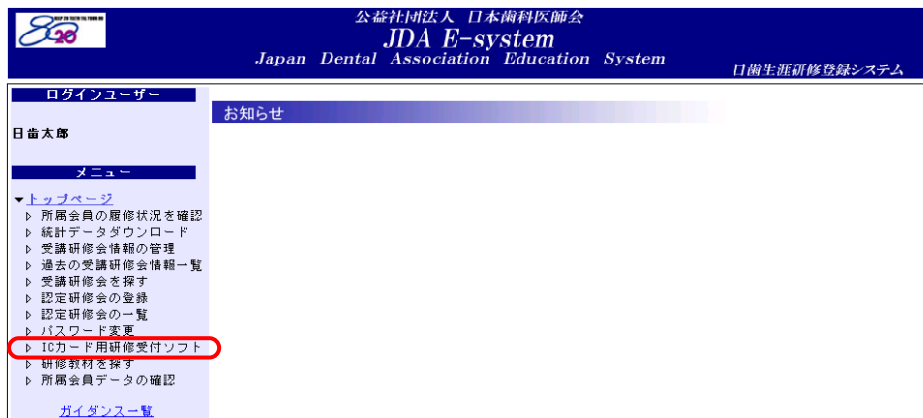 公益社団法人 日本歯科医師会
8020
JDA E-system
Japan Dental Association Education System
日歯生涯研修登録システム
ログインユーザー
日歯太郎
メニュー
▼トップページ
▷ 所属会員の履修状況を確認
▷ 統計データダウンロード
▷ 受講研修会情報の管理
▷ 過去の受講研修会情報一覧
▷ 受講研修会を探す
▷ 認定研修会の登録
▷ 認定研修会の一覧
▷ パスワード変更
▷ ICカード用研修受付ソフト
▷ 研修教材を探す
▷ 所属会員データの確認
ガイダンス一覧
お知らせ